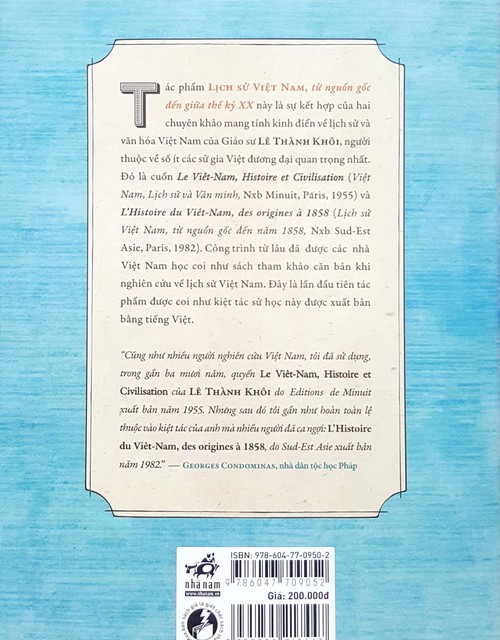 Tác phẩm LỊCH SỬ VIỆT NAM, từ nguồn gốc
đến giữa thế kỷ XX này là sự kết hợp của hai
chuyên khảo mang tính kinh điển về lịch sử và
văn hóa Việt Nam của Giáo sư LÊ THÀNH KHÔI, người
thuộc về số ít các sử gia Việt đương đại quan trọng nhất.
Đó là cuốn Le Viêt-Nam, Histoire et Civilisation (Việt
Nam, Lịch sử và Văn minh, Nxb Minuit, Paris, 1955) và
L'Histoire du Viêt-Nam, des origines à 1858 (Lịch sử
Việt Nam, từ nguồn gốc đến năm 1858, Nxb Sud-Est
Asie, Paris, 1982). Công trình từ lâu đã được các nhà
Việt Nam học coi như sách tham khảo căn bản khi
nghiên cứu về lịch sử Việt Nam. Đây là lần đầu tiên tác
phẩm được coi như kiệt tác sử học này được xuất bản
bằng tiếng Việt.
“Cũng như nhiều người nghiên cứu Việt Nam, tôi đã sử dụng,
trong gần ba mươi năm, quyển Le Viêt-Nam, Histoire et
Civilisation của LÊ THÀNH KHÔI do Editions de Minuit
xuất bản năm 1955. Nhưng sau đó tôi gần như hoàn toàn lệ
thuộc vào kiệt tác của anh mà nhiều người đã ca ngợi: L'Histoire
du Viêt-Nam, des origines à 1858, do Sud-Est Asie xuất bản
năm 1982.” — GEORGES CONDOMINAS, nhà dân tộc học Pháp
ISBN: 978-604-77-0950-2
nhã nam
www.nhanam.vn
9 786047 709052
Giá: 200.000đ